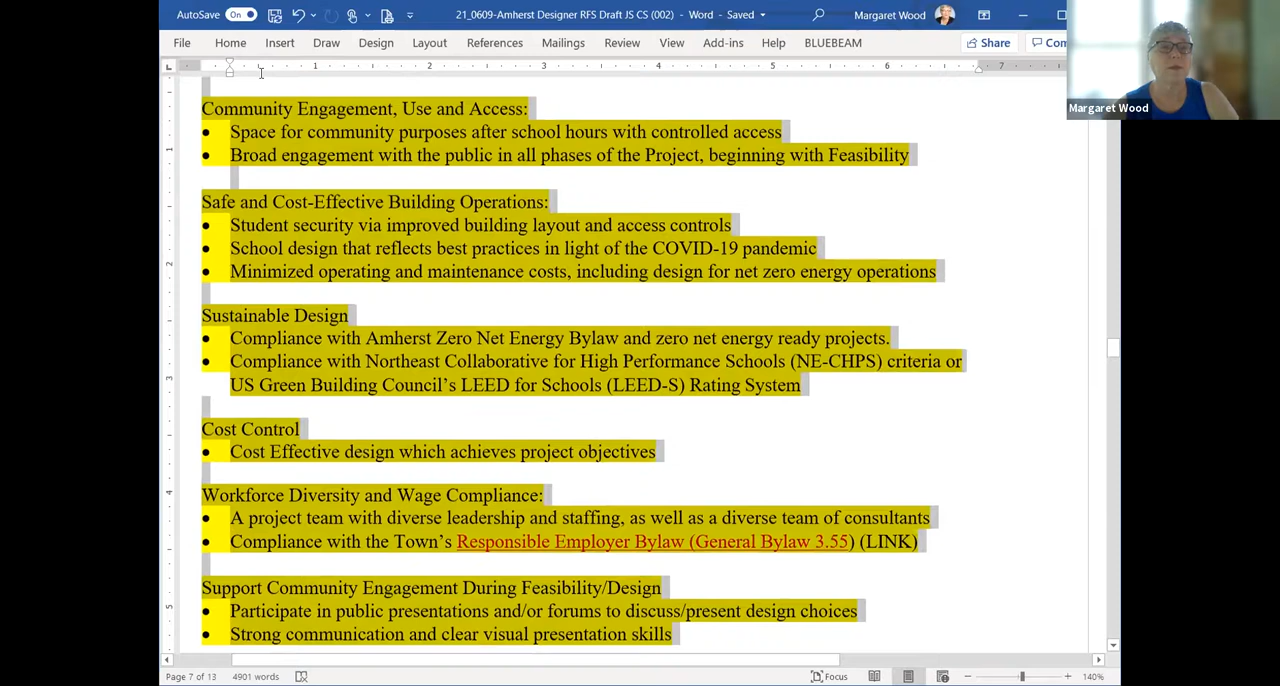 AutoSave On 21_0609-Amherst Designer RFS Draft JS CS (002) - Word - Saved Margaret Wood
File Home Insert Draw Design Layout References Mailings Review View Add-ins Help BLUEBEAM Share Com
1 2 3 4 5 6 7
Margaret Wood
Community Engagement, Use and Access:
• Space for community purposes after school hours with controlled access
• Broad engagement with the public in all phases of the Project, beginning with Feasibility
Safe and Cost-Effective Building Operations:
• Student security via improved building layout and access controls
• School design that reflects best practices in light of the COVID-19 pandemic
• Minimized operating and maintenance costs, including design for net zero energy operations
Sustainable Design
• Compliance with Amherst Zero Net Energy Bylaw and zero net energy ready projects.
• Compliance with Northeast Collaborative for High Performance Schools (NE-CHPS) criteria or
US Green Building Council’s LEED for Schools (LEED-S) Rating System
Cost Control
• Cost Effective design which achieves project objectives
Workforce Diversity and Wage Compliance:
• A project team with diverse leadership and staffing, as well as a diverse team of consultants
• Compliance with the Town’s Responsible Employer Bylaw (General Bylaw 3.55) (LINK)
Support Community Engagement During Feasibility/Design
• Participate in public presentations and/or forums to discuss/present design choices
• Strong communication and clear visual presentation skills
Page 7 of 13 4901 words Focus 140%